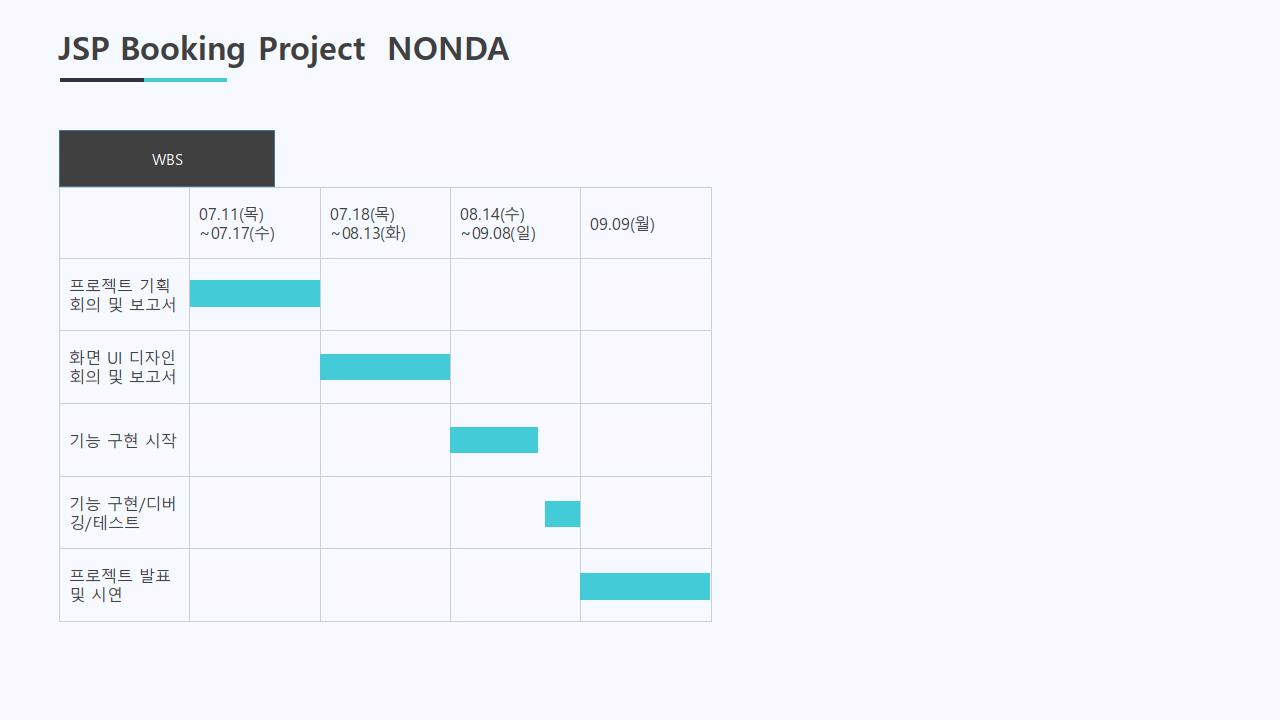 JSP Booking Project NONDA
WBS
07.11(목)
~07.17(수)
07.18(목)
~08.13(화)
08.14(수)
~09.08(일)
09.09(월)
프로젝트 기획
회의 및 보고서
화면 UI 디자인
회의 및 보고서
기능 구현 시작
기능 구현/디버
깅/테스트
프로젝트 발표
및 시연